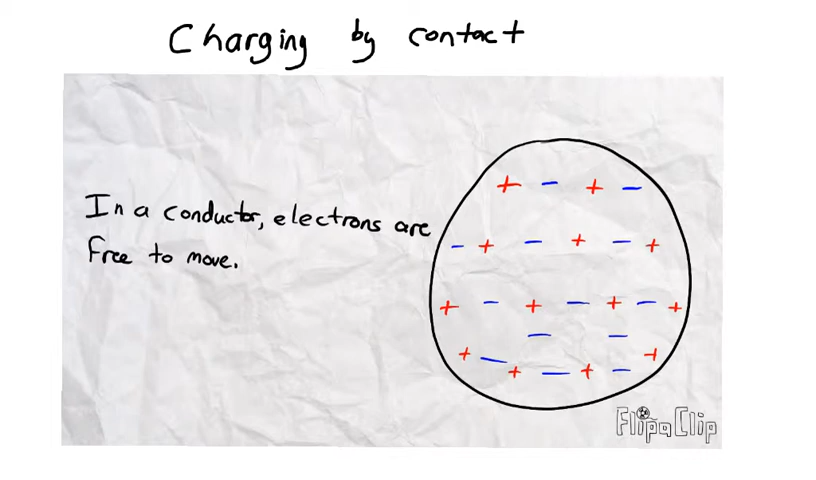 Charging by contact
In a conductor, electrons are
free to move.
+ - + -
- + - + - +
+ - + - + - +
- -
+ - +
+ - + -
FlipaClip